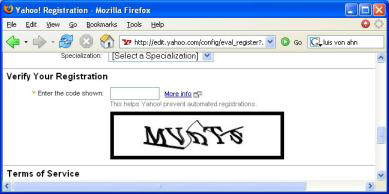 Yahoo! Registration - Mozilla Firefox
File Edit View Go Bookmarks Tools Help
http://edit.yahoo.com/config/eval_register?. Go luis von ahn
Specialization: [Select a Specialization]
Verify Your Registration
* Enter the code shown: More info
This helps Yahoo! prevent automated registrations.
MVhTs
Terms of Service